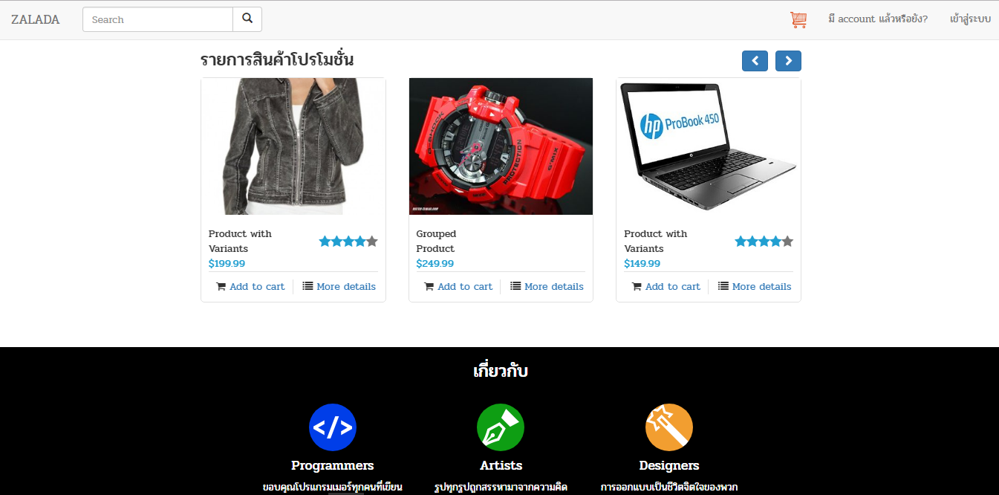 ZALADA
Search
มี account แล้วหรือยัง?
เข้าสู่ระบบ
รายการสินค้าโปรโมชั่น
G-SHOCK
PROTECTION
G'MIX
hp ProBook 450
Product with
Variants
$199.99
Add to cart
More details
Grouped
Product
$249.99
Add to cart
More details
Product with
Variants
$149.99
Add to cart
More details
เกี่ยวกับ
</>
Programmers
ขอบคุณโปรแกรมเมอร์ทุกคนที่เขียน
Artists
รูปทุกรูปถูกสรรหามาจากความคิด
Designers
การออกแบบเป็นชีวิตจิตใจของพวก